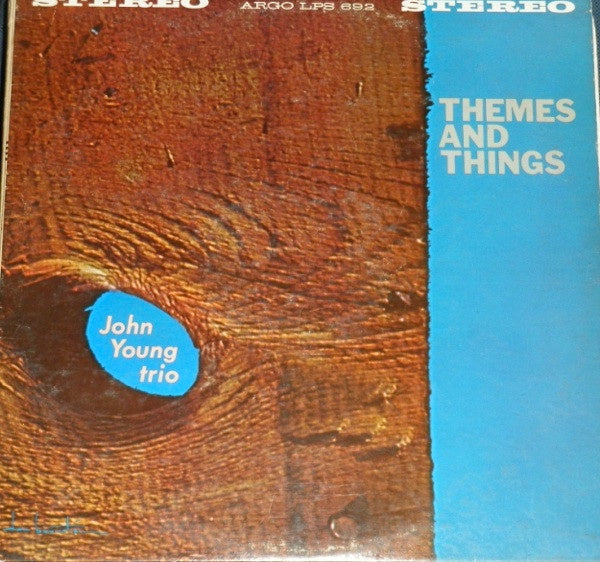 STEREO ARGO LPS 692 STEREO
THEMES
AND
THINGS
John
Young
trio